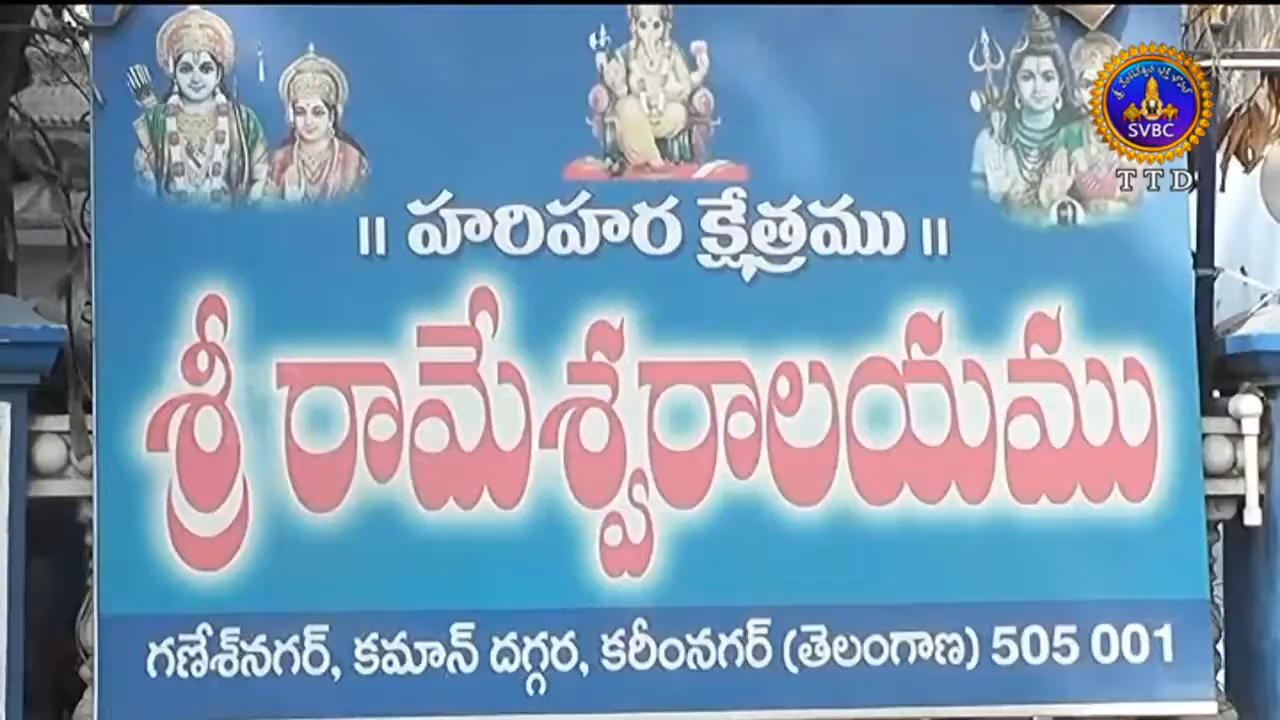 || హరిహర క్షేత్రము ||
శ్రీ రామేశ్వరాలయము
గణేశ్‌నగర్, కమాన్ దగ్గర, కరీంనగర్ (తెలంగాణ) 505 001
SVBC
TTD